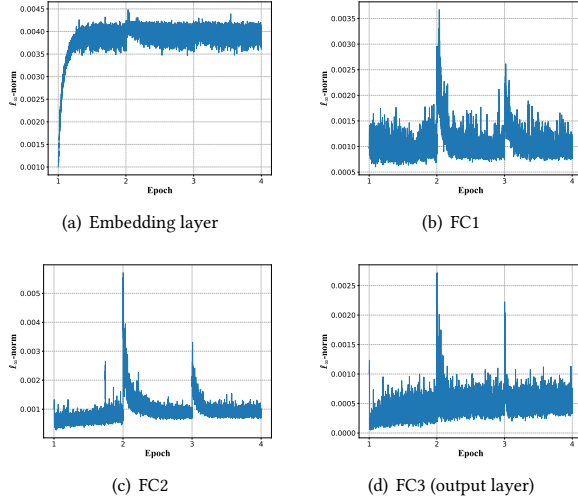 0.0045
0.0040
0.0035
0.0030
0.0025
0.0020
0.0015
0.0010
ℓ∞-norm
1 2 3 4
Epoch
(a) Embedding layer
0.0035
0.0030
0.0025
0.0020
0.0015
0.0010
0.0005
ℓ∞-norm
1 2 3 4
Epoch
(b) FC1
0.005
0.004
0.003
0.002
0.001
ℓ∞-norm
1 2 3 4
Epoch
(c) FC2
0.0025
0.0020
0.0015
0.0010
0.0005
0.0000
ℓ∞-norm
1 2 3 4
Epoch
(d) FC3 (output layer)